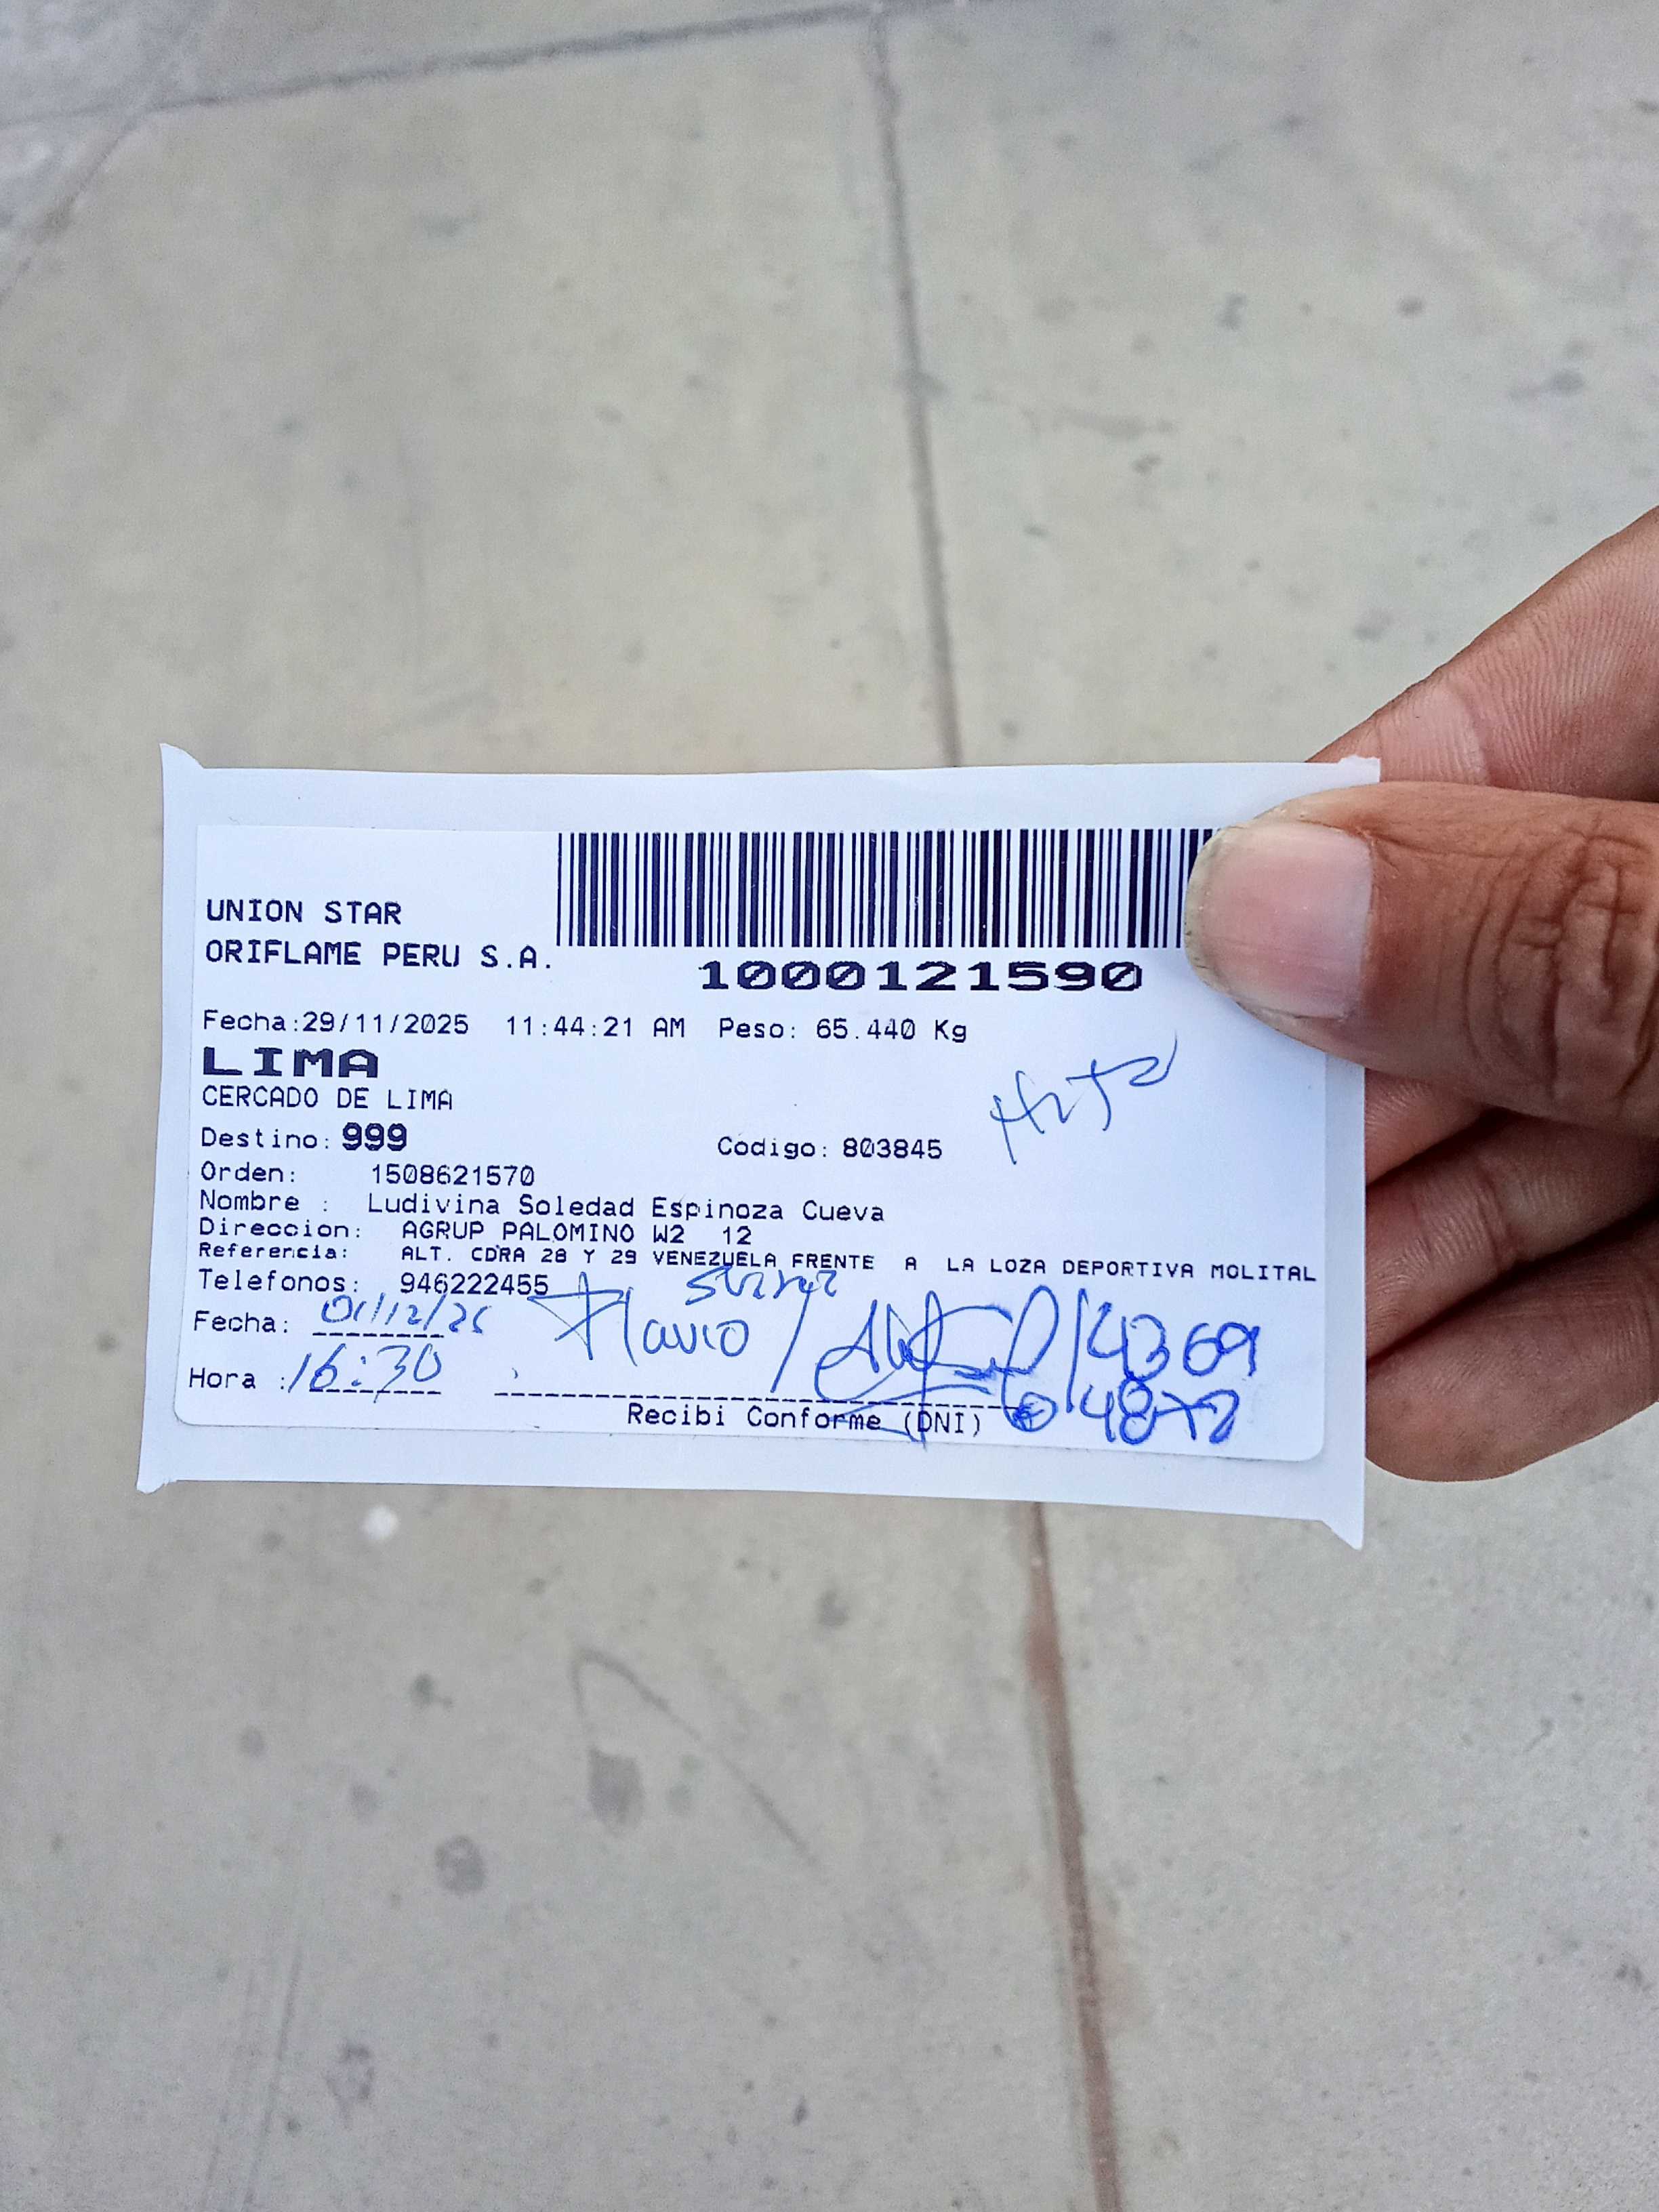 UNION STAR
ORIFLAME PERU S.A.
1000121590
Fecha:29/11/2025 11:44:21 AM Peso: 65.440 Kg
LIMA
CERCADO DE LIMA
Destino: 999 Codigo: 803845
Orden: 1508621570
Nombre : Ludivina Soledad Espinoza Cueva
Direccion: AGRUP PALOMINO W2 12
Referencia: ALT. CDRA 28 Y 29 VENEZUELA FRENTE A LA LOZA DEPORTIVA MOLITAL
Telefonos: 946222455
Fecha: 01/12/25 Flavio
Hora : 16:30
Recibi Conforme (DNI)